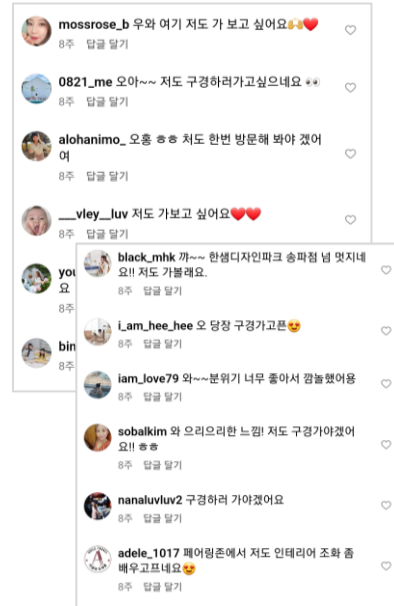 mossrose_b 우와 여기 저도 가 보고 싶어요🙌❤️
8주 답글 달기
0821_me 오아~~ 저도 구경하러가고싶으네요 👀
8주 답글 달기
alohanimo_ 오홍 ㅎㅎ 처도 한번 방문해 봐야 겠어
여
8주 답글 달기
___vley__luv 저도 가보고 싶어요❤️❤️
8주 답글 달기
you
요
8주
bin
8주
black_mhk 꺄~~ 한샘디자인파크 송파점 넘 멋지네
요!! 저도 가볼래요.
8주 답글 달기
i_am_hee_hee 오 당장 구경가고픈😍
8주 답글 달기
iam_love79 와~~분위기 너무 좋아서 깜놀했어용
8주 답글 달기
sobalkim 와 으리으리한 느낌! 저도 구경가야겠어
요!! ㅎㅎ
8주 답글 달기
nanaluvluv2 구경하러 가야겠어요
8주 답글 달기
adele_1017 페어링존에서 저도 인테리어 조화 좀
배우고프네요😍
8주 답글 달기